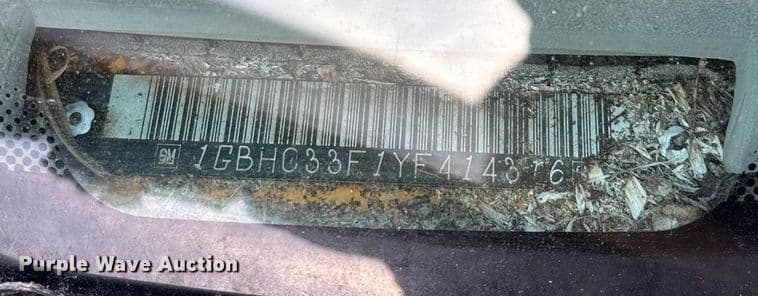 GM 1GBHC33F1YF4143
Purple Wave Auction